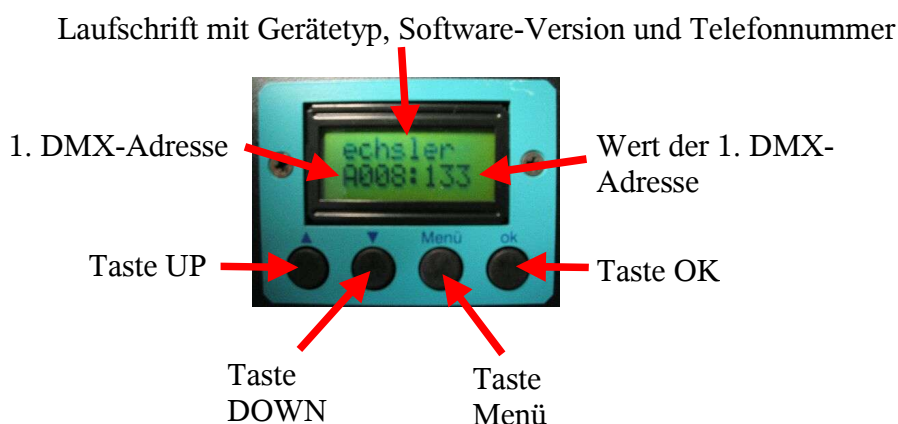 Laufschrift mit Gerätetyp, Software-Version und Telefonnummer
1. DMX-Adresse
echsler
A008:133
Wert der 1. DMX-
Adresse
▲ ▼ Menü ok
Taste UP
Taste OK
Taste
DOWN
Taste
Menü